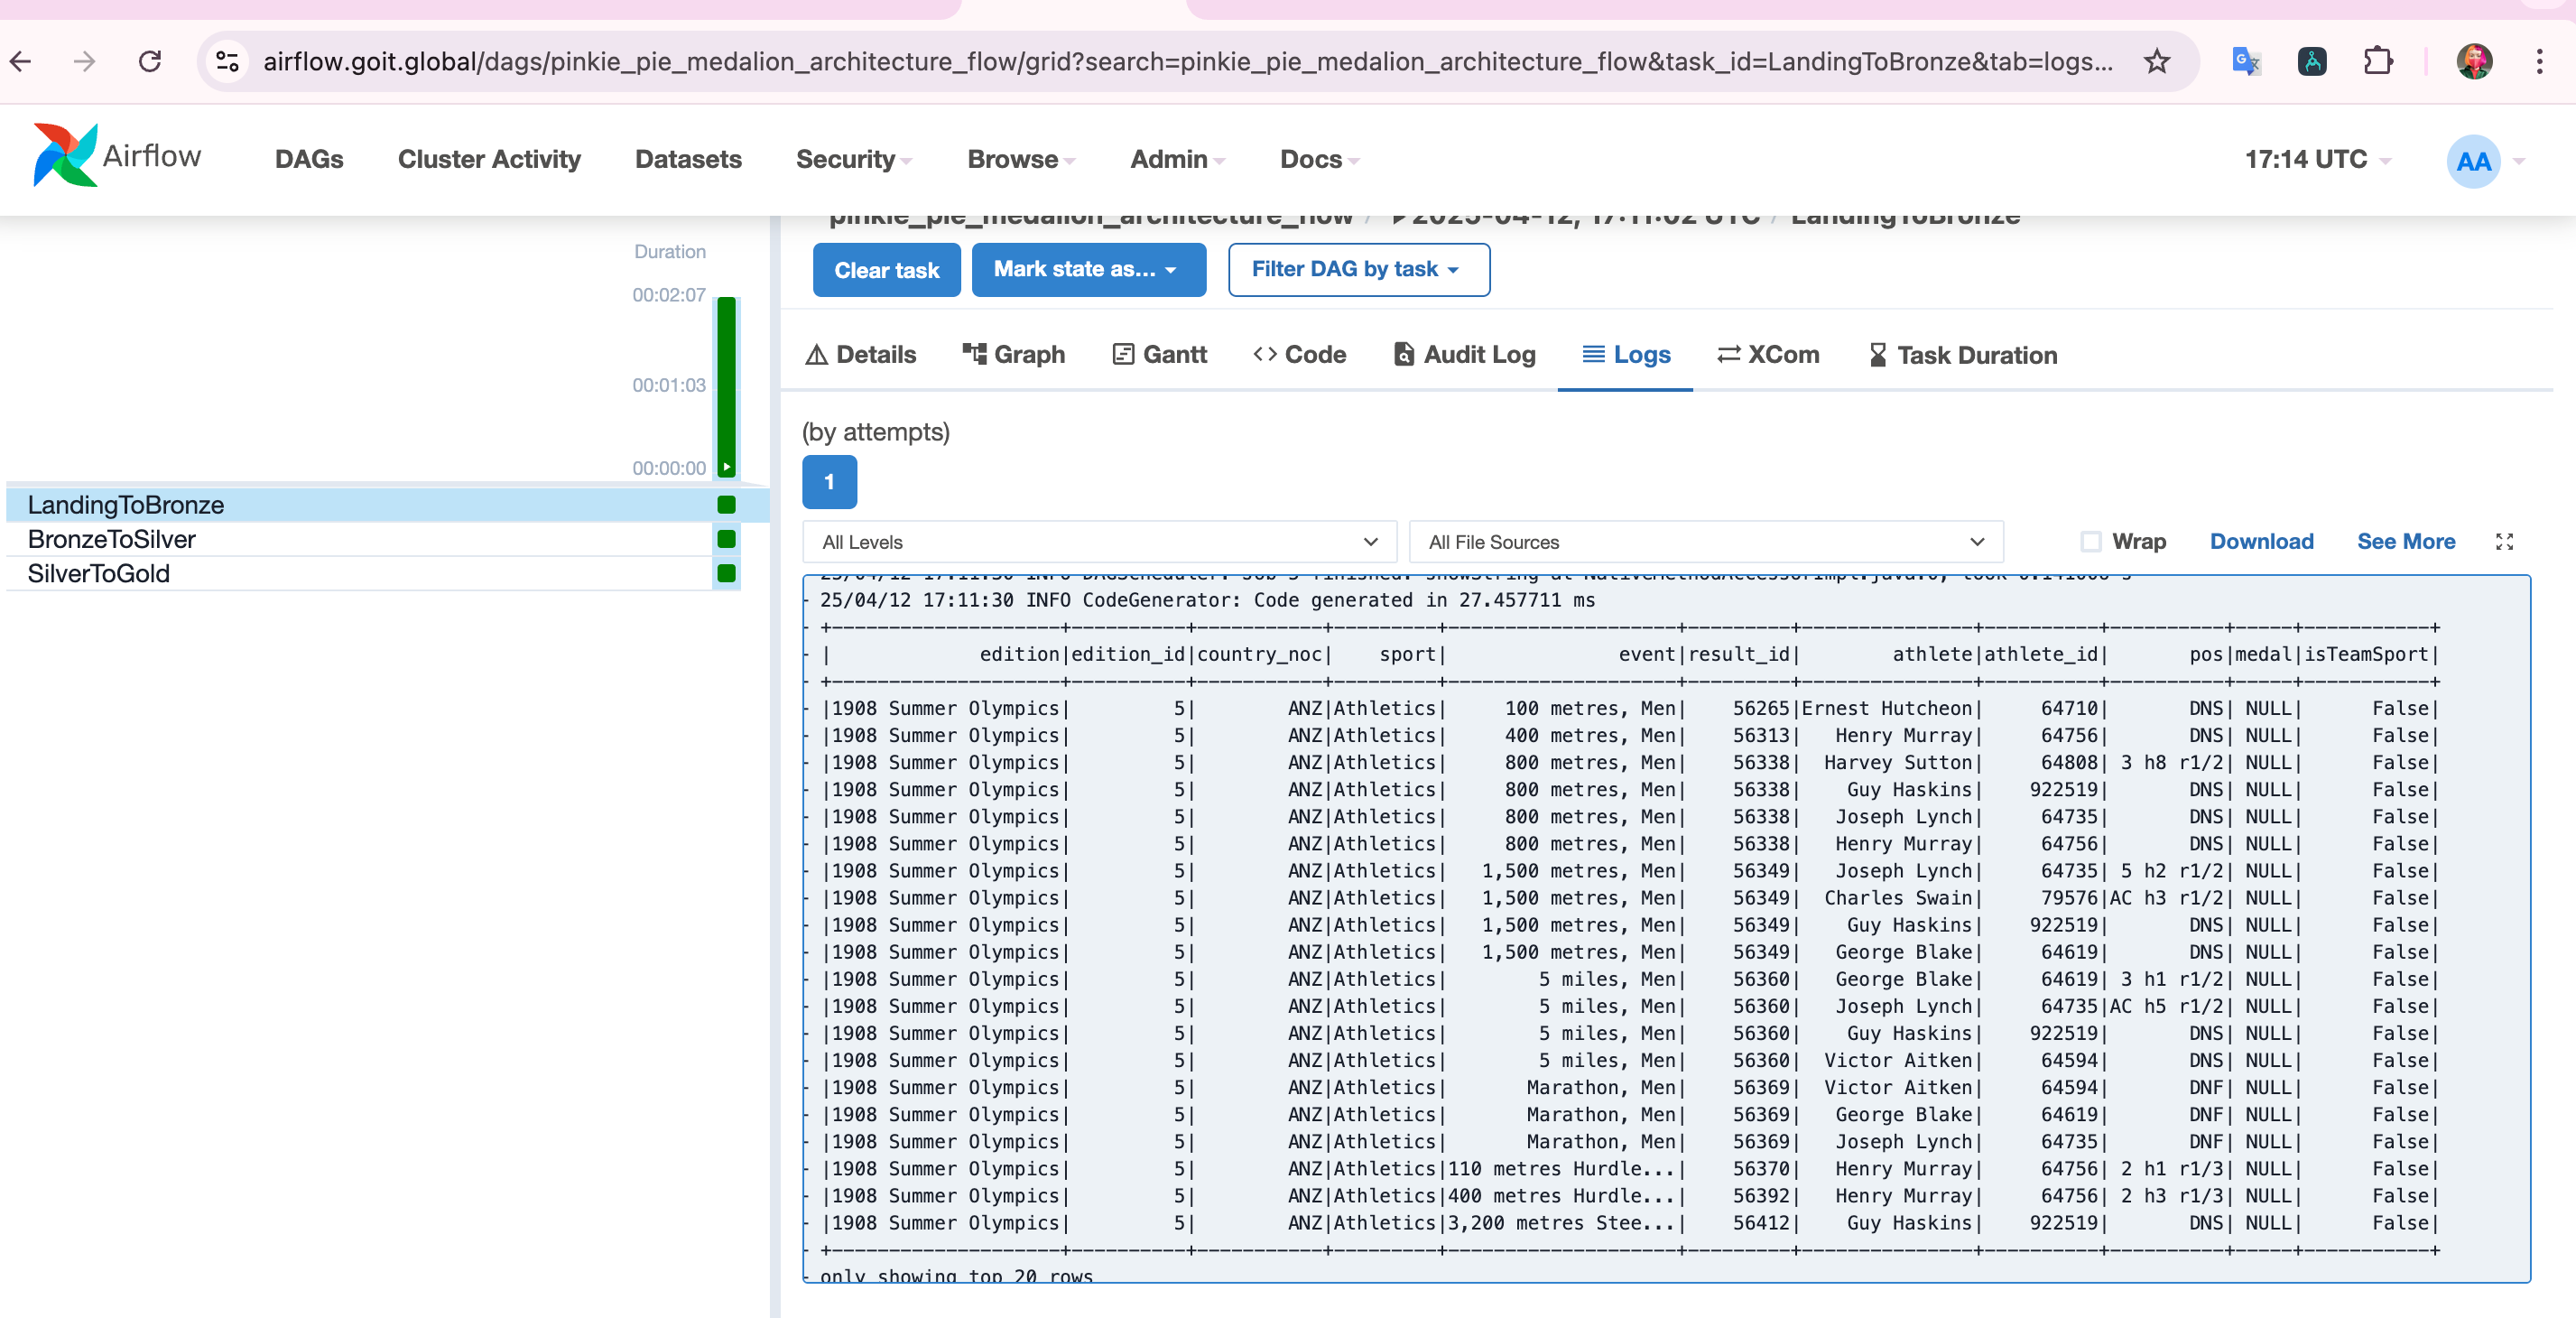 airflow.goit.global/dags/pinkie_pie_medalion_architecture_flow/grid?search=pinkie_pie_medalion_architecture_flow&task_id=LandingToBronze&tab=logs...
Airflow
DAGs Cluster Activity Datasets Security Browse Admin Docs 17:14 UTC AA
pinkie_pie_medalion_architecture_flow / 2025-04-12, 17:11:02 UTC / LandingToBronze
Duration
00:02:07
00:01:03
00:00:00
LandingToBronze
BronzeToSilver
SilverToGold
Clear task Mark state as... Filter DAG by task
Details Graph Gantt Code Audit Log Logs XCom Task Duration
(by attempts)
1
All Levels All File Sources Wrap Download See More
25/04/12 17:11:30 INFO CodeGenerator: Code generated in 27.457711 ms
+--------------------+----------+-----------+---------+--------------------+---------+---------------+----------+----------+-----+-----------+
|             edition|edition_id|country_noc|    sport|               event|result_id|        athlete|athlete_id|       pos|medal|isTeamSport|
+--------------------+----------+-----------+---------+--------------------+---------+---------------+----------+----------+-----+-----------+
|1908 Summer Olympics|         5|        ANZ|Athletics|     100 metres, Men|    56265|Ernest Hutcheon|     64710|       DNS| NULL|      False|
|1908 Summer Olympics|         5|        ANZ|Athletics|     400 metres, Men|    56313|   Henry Murray|     64756|       DNS| NULL|      False|
|1908 Summer Olympics|         5|        ANZ|Athletics|     800 metres, Men|    56338|  Harvey Sutton|     64808| 3 h8 r1/2| NULL|      False|
|1908 Summer Olympics|         5|        ANZ|Athletics|     800 metres, Men|    56338|    Guy Haskins|    922519|       DNS| NULL|      False|
|1908 Summer Olympics|         5|        ANZ|Athletics|     800 metres, Men|    56338|   Joseph Lynch|     64735|       DNS| NULL|      False|
|1908 Summer Olympics|         5|        ANZ|Athletics|     800 metres, Men|    56338|   Henry Murray|     64756|       DNS| NULL|      False|
|1908 Summer Olympics|         5|        ANZ|Athletics|   1,500 metres, Men|    56349|   Joseph Lynch|     64735| 5 h2 r1/2| NULL|      False|
|1908 Summer Olympics|         5|        ANZ|Athletics|   1,500 metres, Men|    56349|  Charles Swain|     79576|AC h3 r1/2| NULL|      False|
|1908 Summer Olympics|         5|        ANZ|Athletics|   1,500 metres, Men|    56349|    Guy Haskins|    922519|       DNS| NULL|      False|
|1908 Summer Olympics|         5|        ANZ|Athletics|   1,500 metres, Men|    56349|   George Blake|     64619|       DNS| NULL|      False|
|1908 Summer Olympics|         5|        ANZ|Athletics|        5 miles, Men|    56360|   George Blake|     64619| 3 h1 r1/2| NULL|      False|
|1908 Summer Olympics|         5|        ANZ|Athletics|        5 miles, Men|    56360|   Joseph Lynch|     64735|AC h5 r1/2| NULL|      False|
|1908 Summer Olympics|         5|        ANZ|Athletics|        5 miles, Men|    56360|    Guy Haskins|    922519|       DNS| NULL|      False|
|1908 Summer Olympics|         5|        ANZ|Athletics|        5 miles, Men|    56360|  Victor Aitken|     64594|       DNS| NULL|      False|
|1908 Summer Olympics|         5|        ANZ|Athletics|       Marathon, Men|    56369|  Victor Aitken|     64594|       DNF| NULL|      False|
|1908 Summer Olympics|         5|        ANZ|Athletics|       Marathon, Men|    56369|   George Blake|     64619|       DNF| NULL|      False|
|1908 Summer Olympics|         5|        ANZ|Athletics|       Marathon, Men|    56369|   Joseph Lynch|     64735|       DNF| NULL|      False|
|1908 Summer Olympics|         5|        ANZ|Athletics|110 metres Hurdle...|    56370|   Henry Murray|     64756| 2 h1 r1/3| NULL|      False|
|1908 Summer Olympics|         5|        ANZ|Athletics|400 metres Hurdle...|    56392|   Henry Murray|     64756| 2 h3 r1/3| NULL|      False|
|1908 Summer Olympics|         5|        ANZ|Athletics|3,200 metres Stee...|    56412|    Guy Haskins|    922519|       DNS| NULL|      False|
+--------------------+----------+-----------+---------+--------------------+---------+---------------+----------+----------+-----+-----------+
only showing top 20 rows